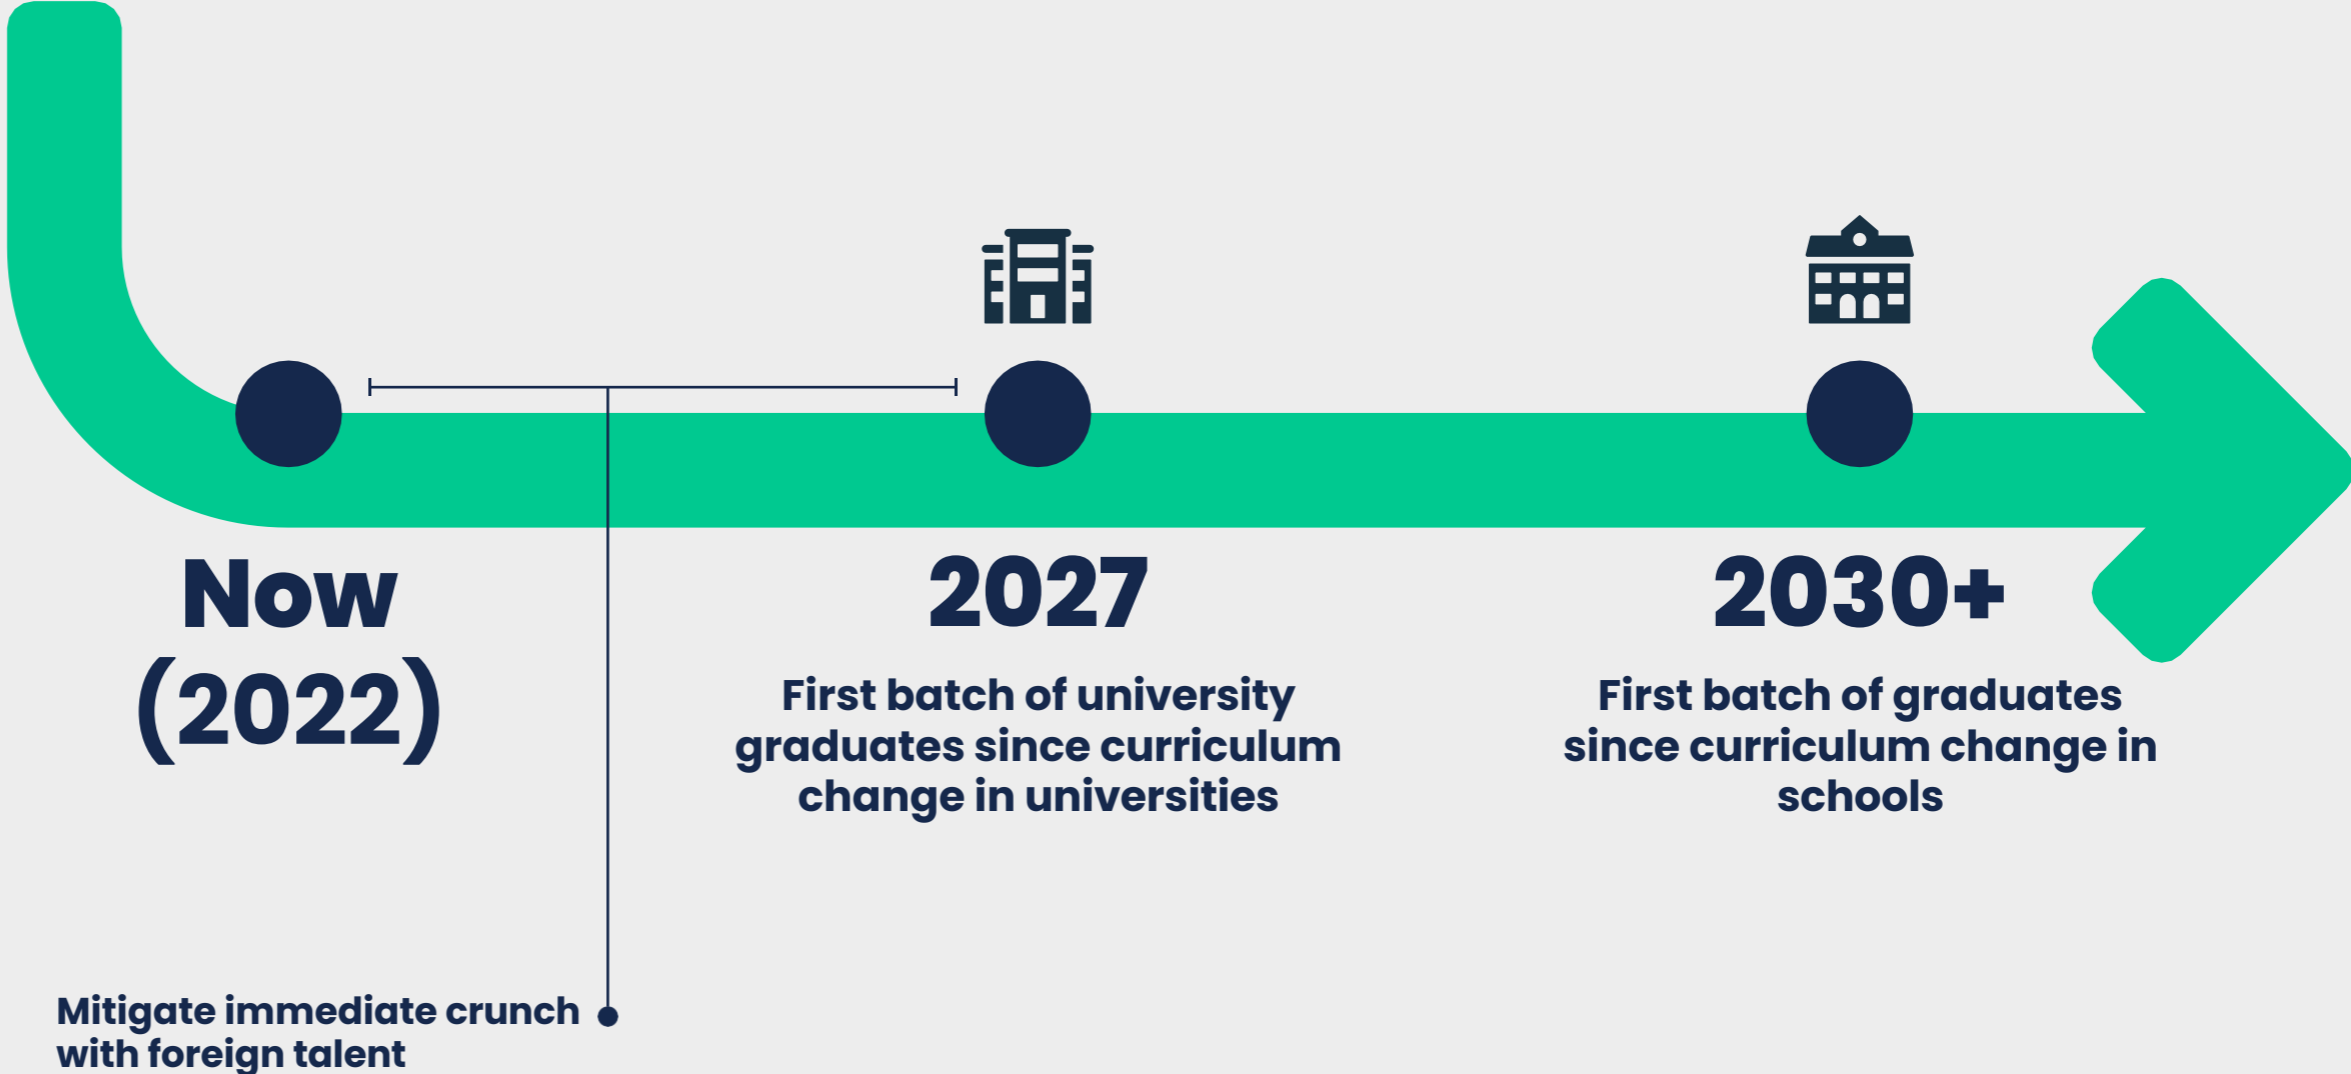 Now
(2022)
2027
First batch of university
graduates since curriculum
change in universities
2030+
First batch of graduates
since curriculum change in
schools
Mitigate immediate crunch
with foreign talent